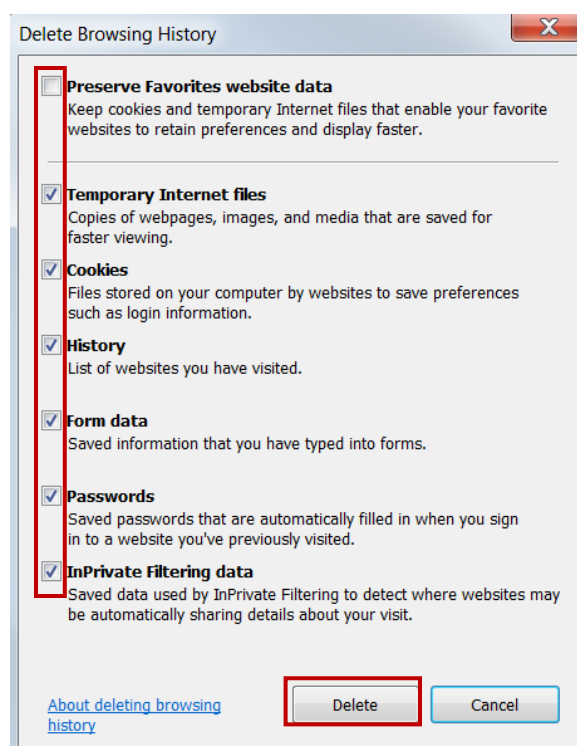 Delete Browsing History
Preserve Favorites website data
Keep cookies and temporary Internet files that enable your favorite
websites to retain preferences and display faster.
Temporary Internet files
Copies of webpages, images, and media that are saved for
faster viewing.
Cookies
Files stored on your computer by websites to save preferences
such as login information.
History
List of websites you have visited.
Form data
Saved information that you have typed into forms.
Passwords
Saved passwords that are automatically filled in when you sign
in to a website you've previously visited.
InPrivate Filtering data
Saved data used by InPrivate Filtering to detect where websites may
be automatically sharing details about your visit.
About deleting browsing
history
Delete
Cancel